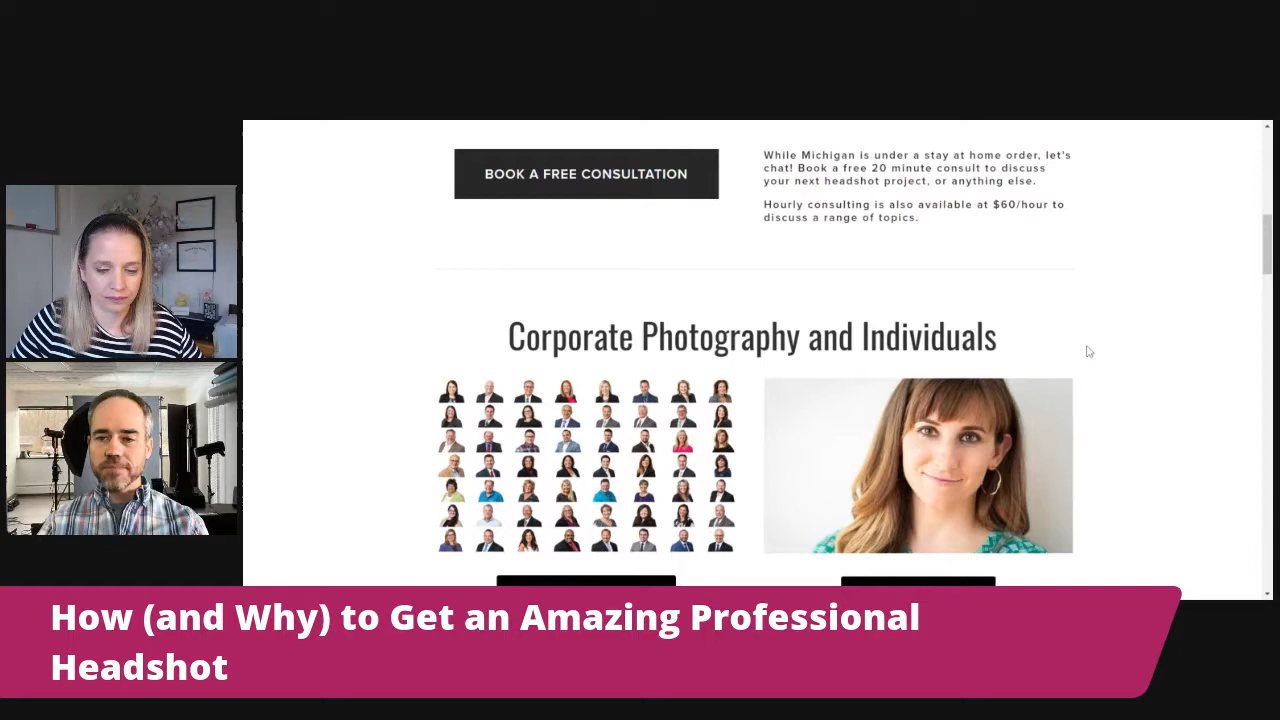 BOOK A FREE CONSULTATION
While Michigan is under a stay at home order, let's
chat! Book a free 20 minute consult to discuss
your next headshot project, or anything else.
Hourly consulting is also available at $60/hour to
discuss a range of topics.
Corporate Photography and Individuals
How (and Why) to Get an Amazing Professional
Headshot